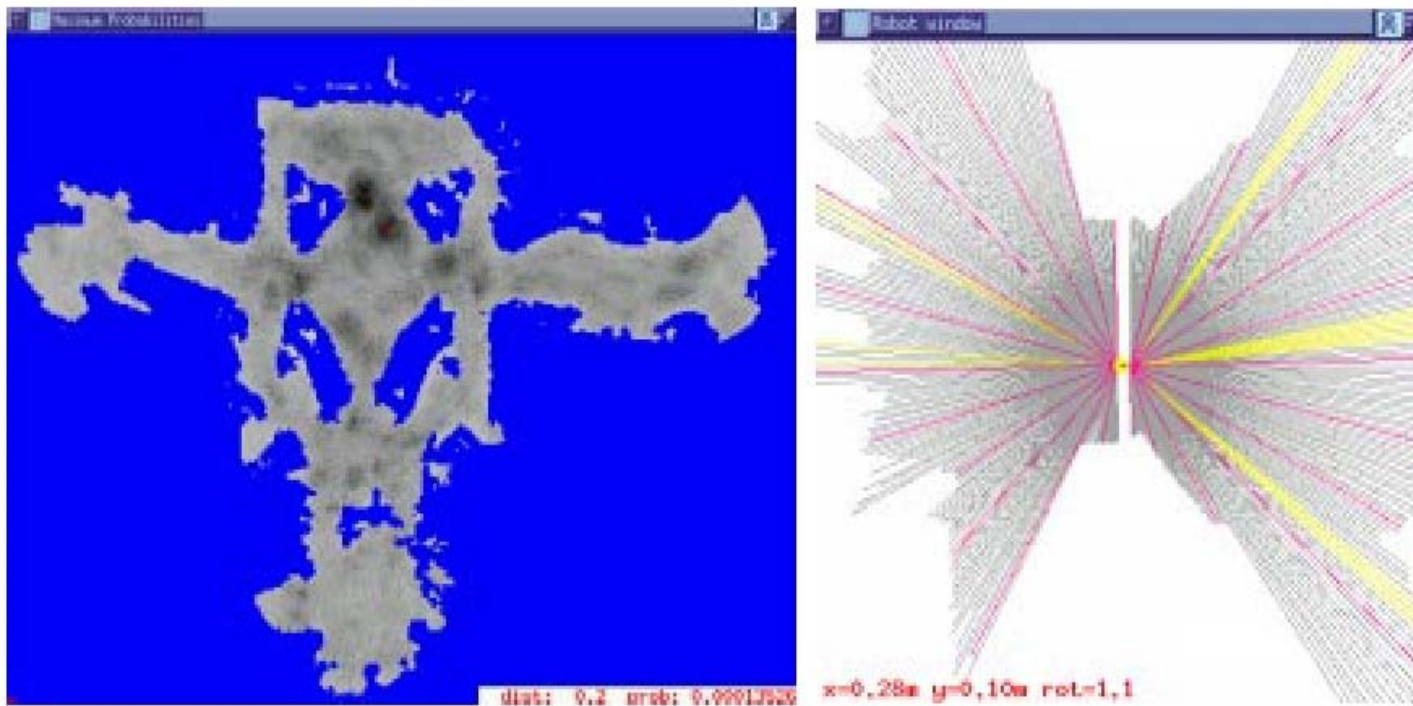 Maximum Probabilities
Robot window
dist: 0.2 prob: 0.00013526
x=0.28m y=0.10m rot=1.1